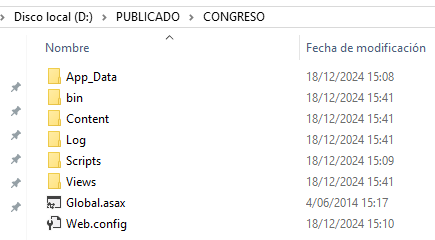 Disco local (D:) > PUBLICADO > CONGRESO
Nombre Fecha de modificación
App_Data 18/12/2024 15:08
bin 18/12/2024 15:41
Content 18/12/2024 15:41
Log 18/12/2024 15:41
Scripts 18/12/2024 15:09
Views 18/12/2024 15:41
Global.asax 4/06/2014 15:17
Web.config 18/12/2024 15:10